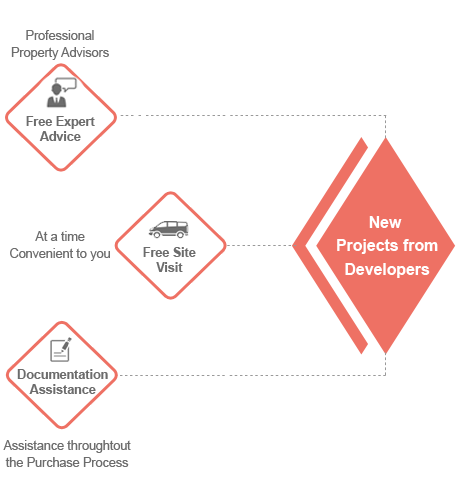 Professional
Property Advisors
Free Expert
Advice
At a time
Convenient to you
Free Site
Visit
New
Projects from
Developers
Documentation
Assistance
Assistance throughtout
the Purchase Process